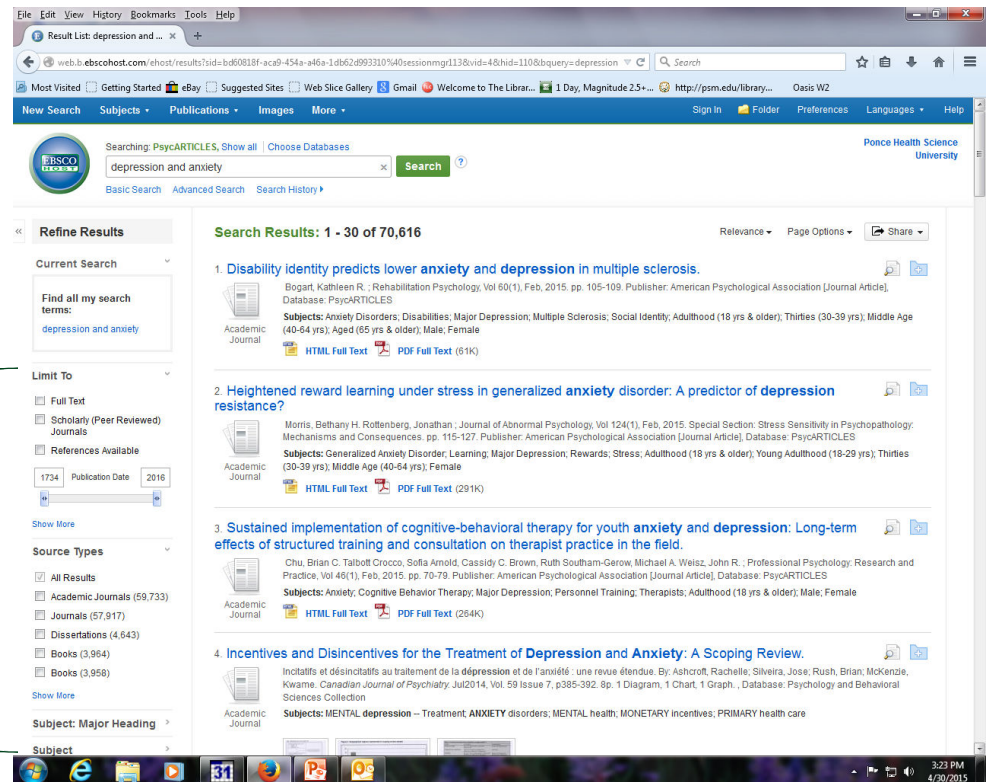 File Edit View History Bookmarks Tools Help
Result List: depression and ... × +
web.b.ebscohost.com/ehost/results?sid=bd60818f-aca9-454a-a46a-1db62d993310%40sessionmgr113&vid=4&hid=110&bquery=depression Search
Most Visited Getting Started eBay Suggested Sites Web Slice Gallery Gmail Welcome to The Librar... 1 Day, Magnitude 2.5+... http://psm.edu/library... Oasis W2
New Search Subjects Publications Images More Sign In Folder Preferences Languages Help
Searching: PsycARTICLES, Show all | Choose Databases
Ponce Health Science
University
EBSCO
HOST
depression and anxiety × Search ?
Basic Search Advanced Search Search History
« Refine Results
Search Results: 1 - 30 of 70,616
Relevance Page Options Share
Current Search
Find all my search
terms:
depression and anxiety
Limit To
Full Text
Scholarly (Peer Reviewed)
Journals
References Available
1734 Publication Date 2016
Show More
Source Types
All Results
Academic Journals (59,733)
Journals (57,917)
Dissertations (4,643)
Books (3,964)
Books (3,958)
Show More
Subject: Major Heading
Subject
1. Disability identity predicts lower anxiety and depression in multiple sclerosis.
Bogart, Kathleen R. ; Rehabilitation Psychology, Vol 60(1), Feb, 2015. pp. 105-109. Publisher: American Psychological Association [Journal Article],
Database: PsycARTICLES
Subjects: Anxiety Disorders; Disabilities; Major Depression; Multiple Sclerosis; Social Identity; Adulthood (18 yrs & older); Thirties (30-39 yrs); Middle Age
(40-64 yrs); Aged (65 yrs & older); Male; Female
Academic
Journal
HTML Full Text PDF Full Text (61K)
2. Heightened reward learning under stress in generalized anxiety disorder: A predictor of depression
resistance?
Morris, Bethany H. Rottenberg, Jonathan ; Journal of Abnormal Psychology, Vol 124(1), Feb, 2015. Special Section: Stress Sensitivity in Psychopathology:
Mechanisms and Consequences. pp. 115-127. Publisher: American Psychological Association [Journal Article], Database: PsycARTICLES
Subjects: Generalized Anxiety Disorder; Learning; Major Depression; Rewards; Stress; Adulthood (18 yrs & older); Young Adulthood (18-29 yrs); Thirties
(30-39 yrs); Middle Age (40-64 yrs); Female
Academic
Journal
HTML Full Text PDF Full Text (291K)
3. Sustained implementation of cognitive-behavioral therapy for youth anxiety and depression: Long-term
effects of structured training and consultation on therapist practice in the field.
Chu, Brian C. Talbott Crocco, Sofia Arnold, Cassidy C. Brown, Ruth Southam-Gerow, Michael A. Weisz, John R. ; Professional Psychology: Research and
Practice, Vol 46(1), Feb, 2015. pp. 70-79. Publisher: American Psychological Association [Journal Article], Database: PsycARTICLES
Subjects: Anxiety; Cognitive Behavior Therapy; Major Depression; Personnel Training; Therapists; Adulthood (18 yrs & older); Male; Female
Academic
Journal
HTML Full Text PDF Full Text (264K)
4. Incentives and Disincentives for the Treatment of Depression and Anxiety: A Scoping Review.
Incitatifs et désincitatifs au traitement de la dépression et de l'anxiété : une revue étendue. By: Ashcroft, Rachelle; Silveira, Jose; Rush, Brian; McKenzie,
Kwame. Canadian Journal of Psychiatry. Jul2014, Vol. 59 Issue 7, p385-392. 8p. 1 Diagram, 1 Chart, 1 Graph. , Database: Psychology and Behavioral
Sciences Collection
Subjects: MENTAL depression -- Treatment; ANXIETY disorders; MENTAL health; MONETARY incentives; PRIMARY health care
Academic
Journal
31
3:23 PM
4/30/2015